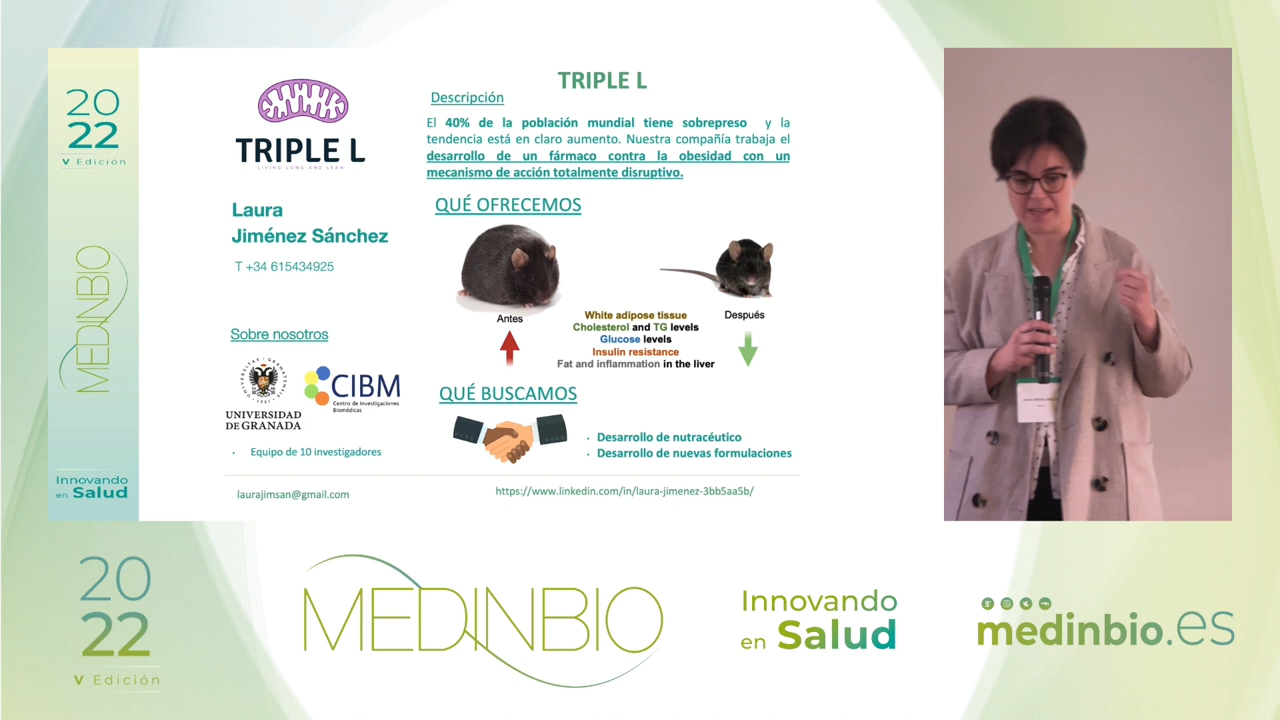 20
22
V Edición
MEDINBIO
Innovando
en Salud
TRIPLE L
LIVING LONG AND LEAN
Laura
Jiménez Sánchez
T +34 615434925
Sobre nosotros
UNIVERSIDAD
DE GRANADA
CIBM
Centro de Investigaciones
Biomédicas
· Equipo de 10 investigadores
laurajimsan@gmail.com
TRIPLE L
Descripción
El 40% de la población mundial tiene sobrepreso y la
tendencia está en claro aumento. Nuestra compañía trabaja el
desarrollo de un fármaco contra la obesidad con un
mecanismo de acción totalmente disruptivo.
QUÉ OFRECEMOS
Antes
Después
White adipose tissue
Cholesterol and TG levels
Glucose levels
Insulin resistance
Fat and inflammation in the liver
QUÉ BUSCAMOS
· Desarrollo de nutracéutico
· Desarrollo de nuevas formulaciones
https://www.linkedin.com/in/laura-jimenez-3bb5aa5b/
20
22
V Edición
MEDINBIO
Innovando
en Salud
medinbio.es